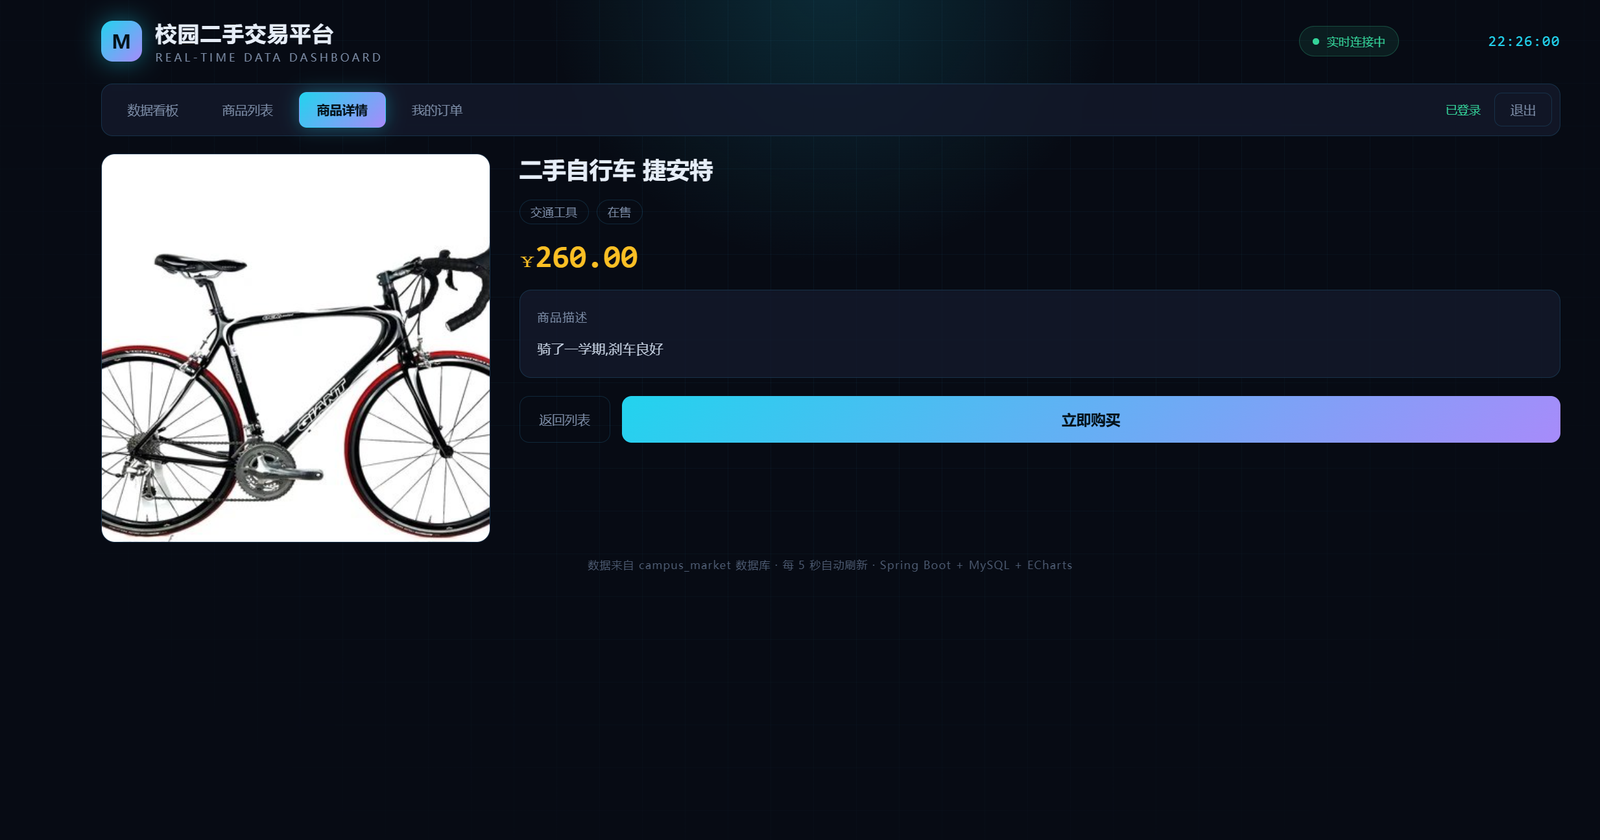 M
校园二手交易平台
REAL-TIME DATA DASHBOARD
实时连接中
22:26:00
数据看板
商品列表
商品详情
我的订单
已登录
退出
GIANT
二手自行车 捷安特
交通工具
在售
¥260.00
商品描述
骑了一学期,刹车良好
返回列表
立即购买
数据来自 campus_market 数据库 · 每 5 秒自动刷新 · Spring Boot + MySQL + ECharts